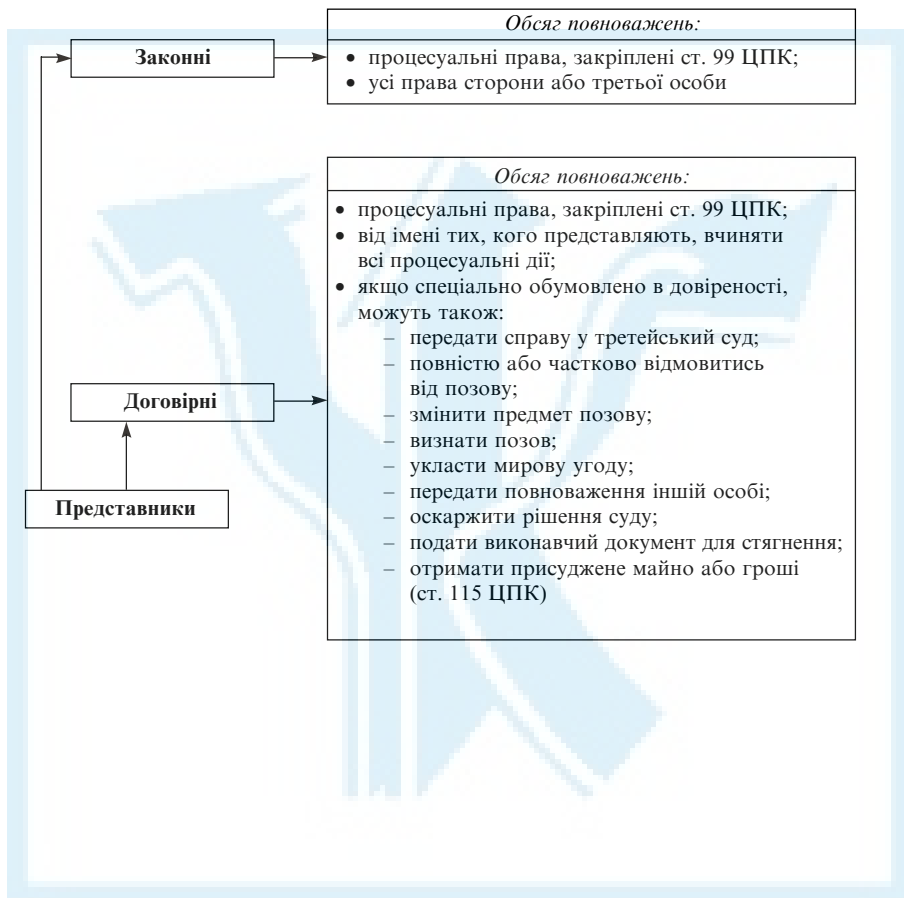 Обсяг повноважень:
Законні
• процесуальні права, закріплені ст. 99 ЦПК;
• усі права сторони або третьої особи
Обсяг повноважень:
• процесуальні права, закріплені ст. 99 ЦПК;
• від імені тих, кого представляють, вчиняти
всі процесуальні дії;
• якщо спеціально обумовлено в довіреності,
можуть також:
– передати справу у третейський суд;
– повністю або частково відмовитись
від позову;
– змінити предмет позову;
– визнати позов;
– укласти мирову угоду;
– передати повноваження іншій особі;
– оскаржити рішення суду;
– подати виконавчий документ для стягнення;
– отримати присуджене майно або гроші
(ст. 115 ЦПК)
Договірні
Представники